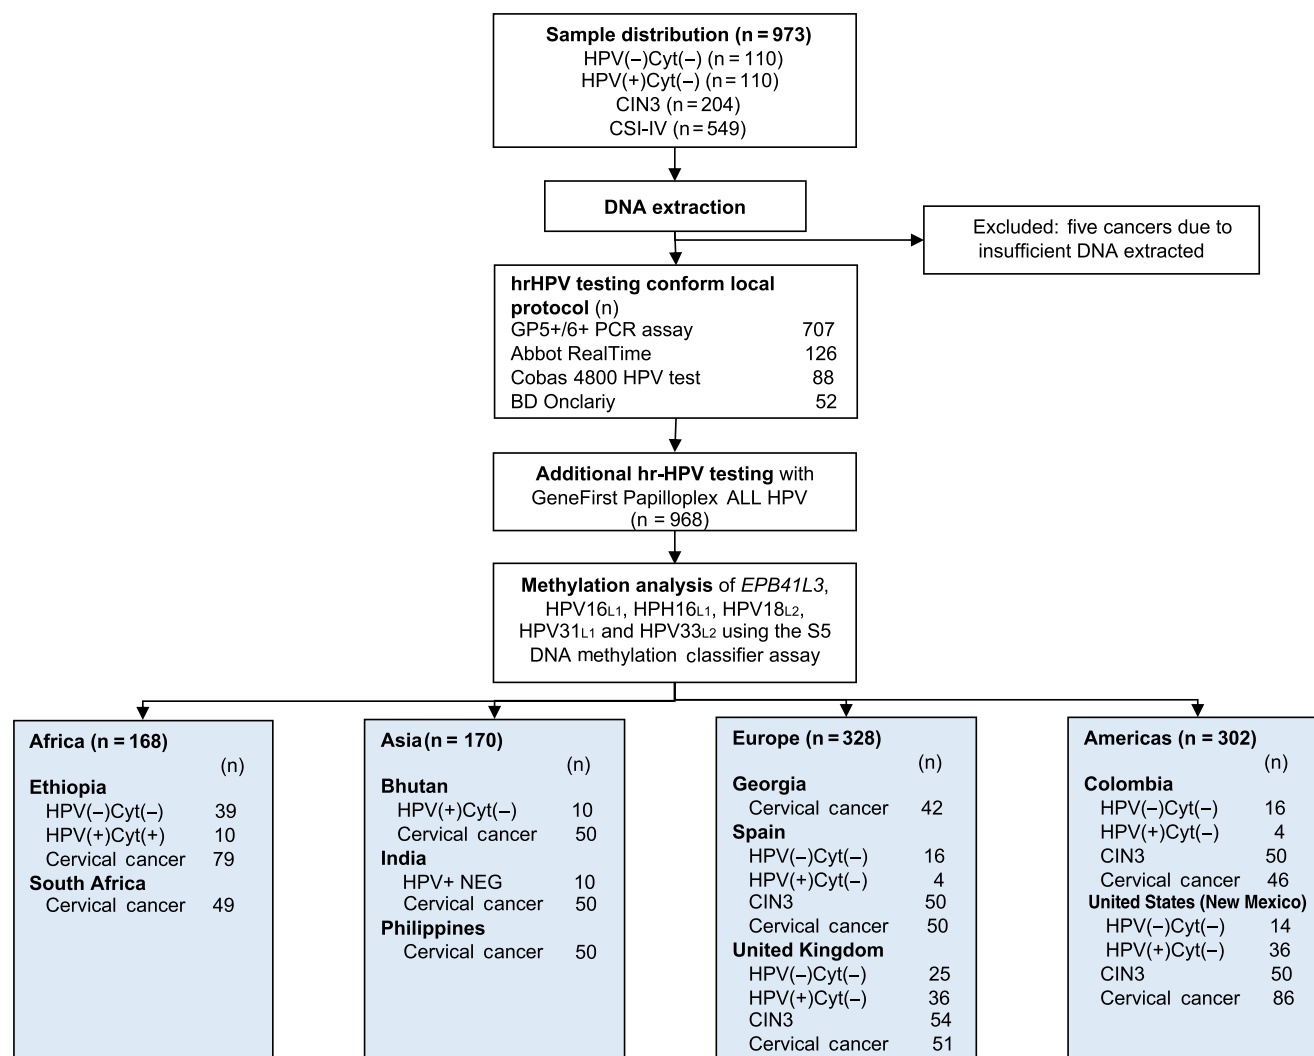 Sample distribution (n = 973)
HPV(–)Cyt(–) (n = 110)
HPV(+)Cyt(–) (n = 110)
CIN3 (n = 204)
CSI-IV (n = 549)
DNA extraction
Excluded: five cancers due to
insufficient DNA extracted
hrHPV testing conform local
protocol (n)
GP5+/6+ PCR assay 707
Abbot RealTime 126
Cobas 4800 HPV test 88
BD Onclariy 52
Additional hr-HPV testing with
GeneFirst Papilloplex ALL HPV
(n = 968)
Methylation analysis of EPB41L3,
HPV16L1, HPH16L1, HPV18L2,
HPV31L1 and HPV33L2 using the S5
DNA methylation classifier assay
Africa (n = 168)
(n)
Ethiopia
HPV(–)Cyt(–) 39
HPV(+)Cyt(+) 10
Cervical cancer 79
South Africa
Cervical cancer 49
Asia(n = 170)
(n)
Bhutan
HPV(+)Cyt(–) 10
Cervical cancer 50
India
HPV+ NEG 10
Cervical cancer 50
Philippines
Cervical cancer 50
Europe (n = 328)
(n)
Georgia
Cervical cancer 42
Spain
HPV(–)Cyt(–) 16
HPV(+)Cyt(–) 4
CIN3 50
Cervical cancer 50
United Kingdom
HPV(–)Cyt(–) 25
HPV(+)Cyt(–) 36
CIN3 54
Cervical cancer 51
Americas (n = 302)
(n)
Colombia
HPV(–)Cyt(–) 16
HPV(+)Cyt(–) 4
CIN3 50
Cervical cancer 46
United States (New Mexico)
HPV(–)Cyt(–) 14
HPV(+)Cyt(–) 36
CIN3 50
Cervical cancer 86